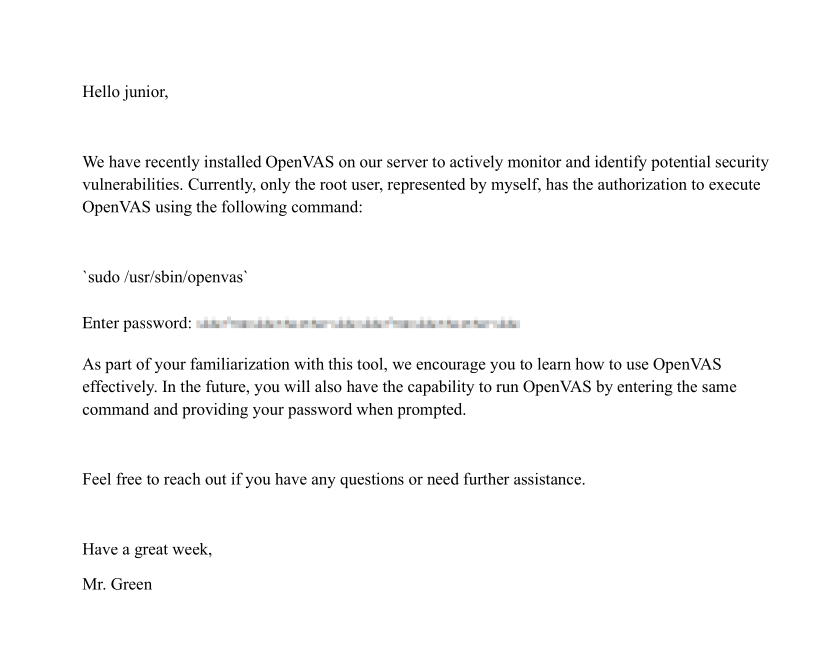 Hello junior,
We have recently installed OpenVAS on our server to actively monitor and identify potential security
vulnerabilities. Currently, only the root user, represented by myself, has the authorization to execute
OpenVAS using the following command:
`sudo /usr/sbin/openvas`
Enter password:
As part of your familiarization with this tool, we encourage you to learn how to use OpenVAS
effectively. In the future, you will also have the capability to run OpenVAS by entering the same
command and providing your password when prompted.
Feel free to reach out if you have any questions or need further assistance.
Have a great week,
Mr. Green